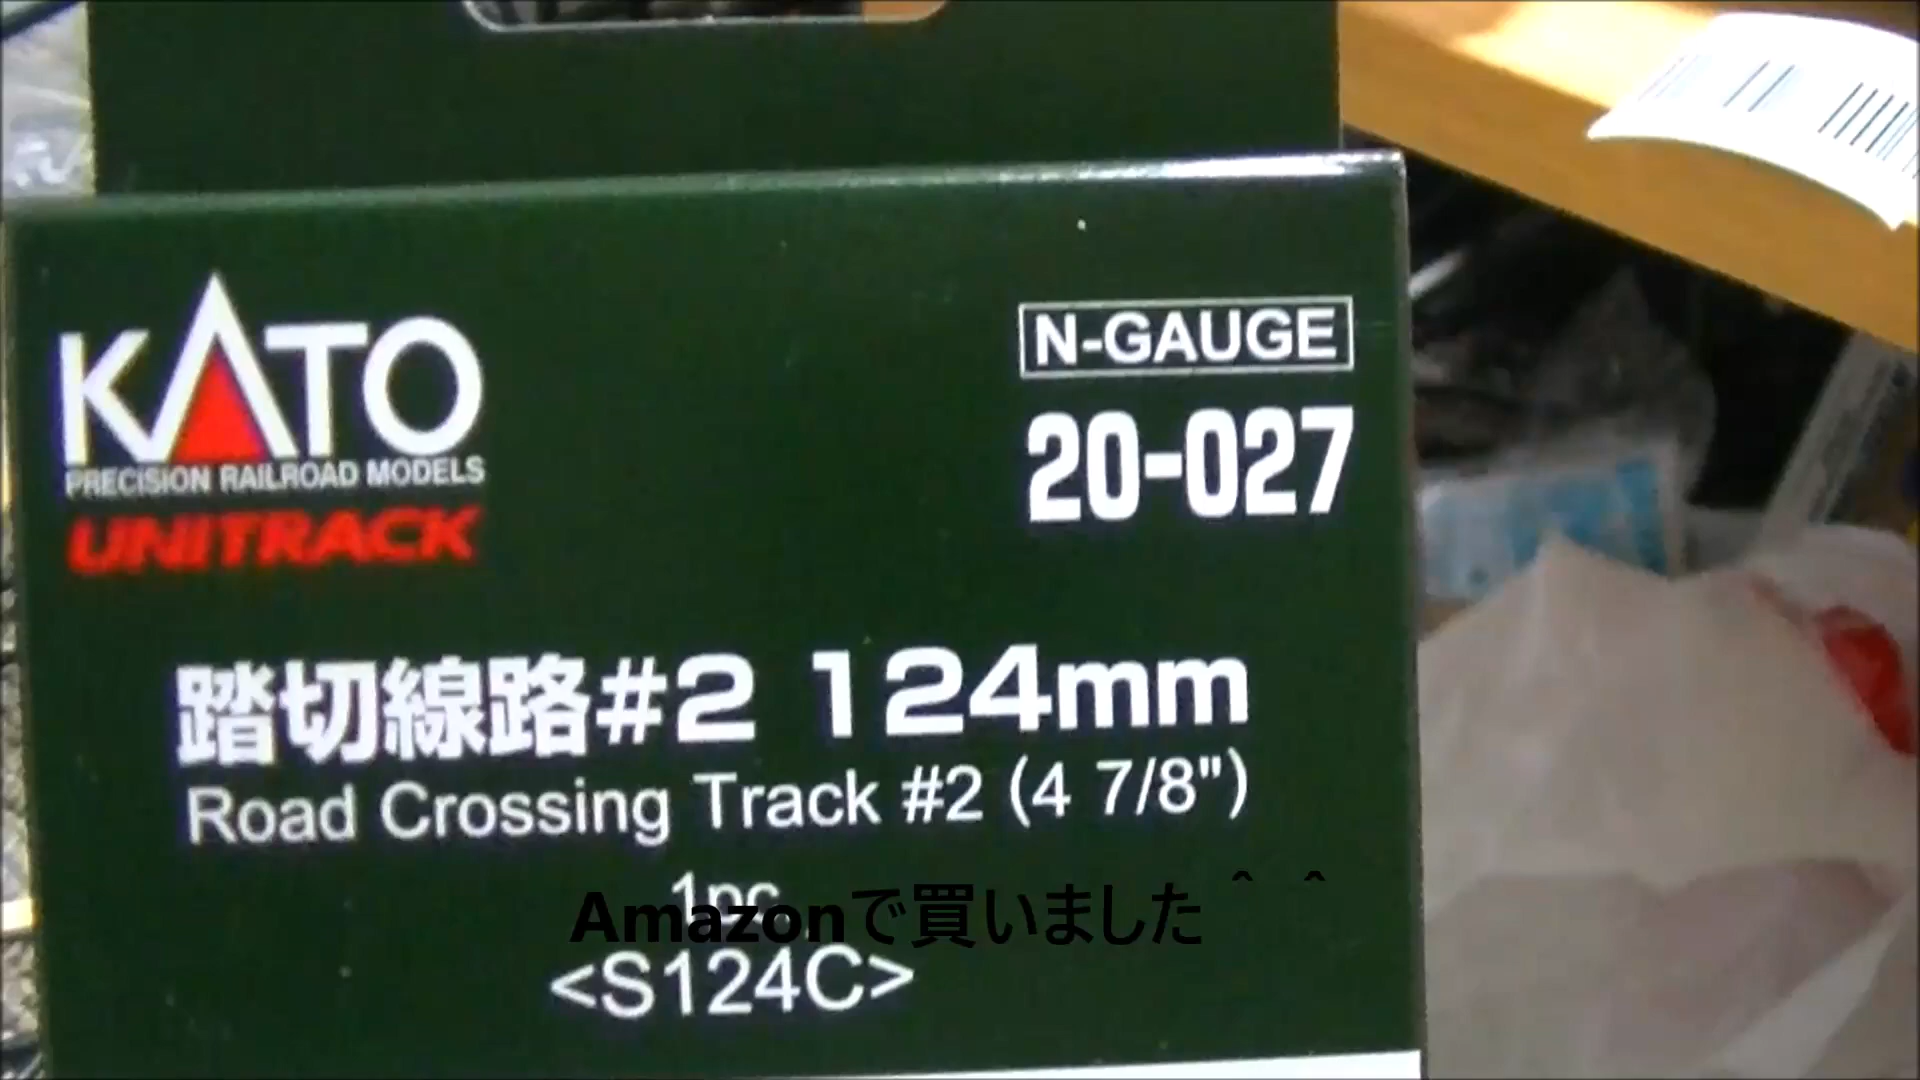 KATO
PRECISION RAILROAD MODELS
UNITRACK
N-GAUGE
20-027
踏切線路#2 124mm
Road Crossing Track #2 (4 7/8")
1pc.
Amazonで買いました＾＾
<S124C>